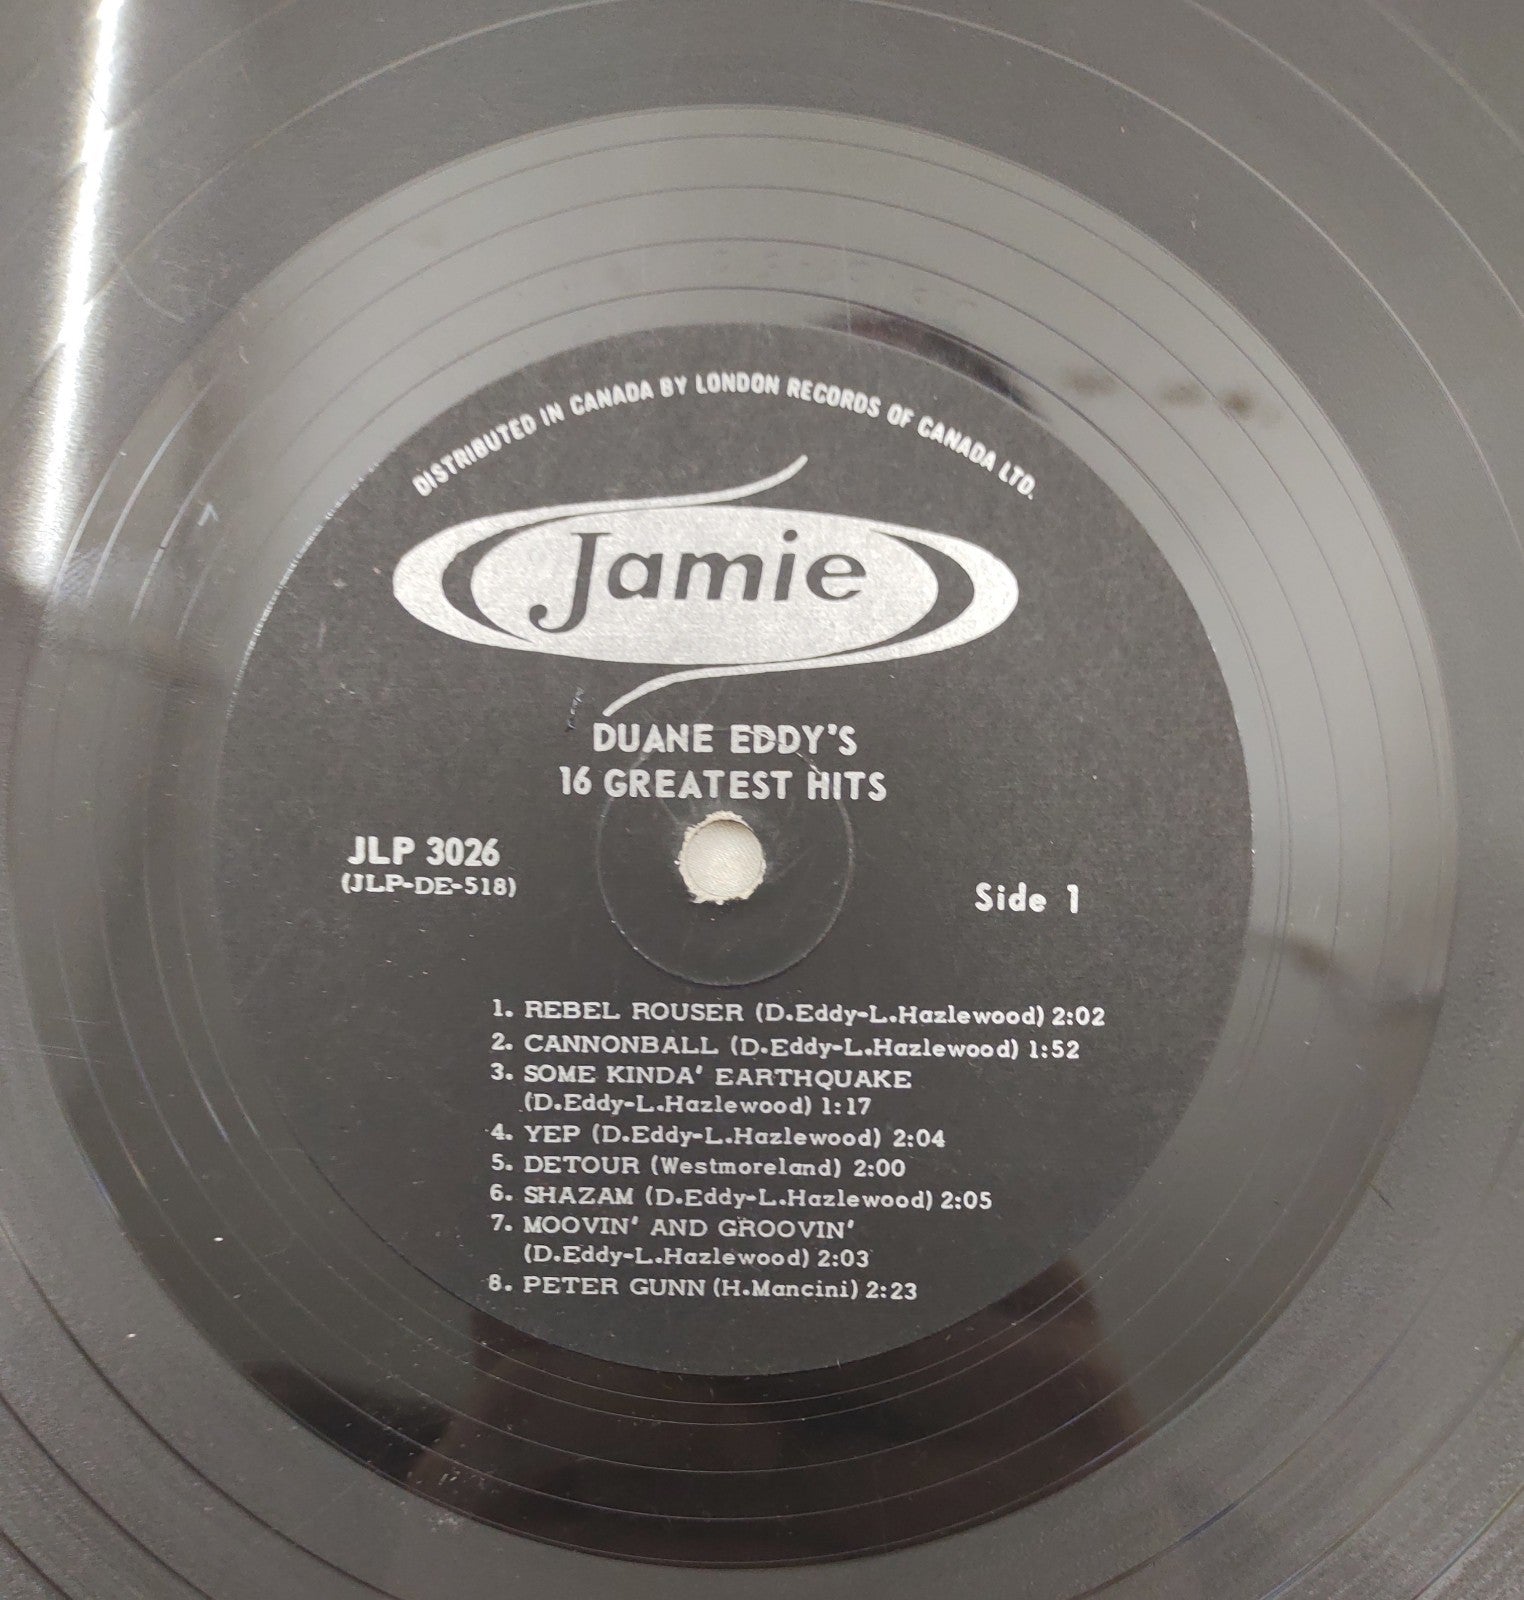 DISTRIBUTED IN CANADA BY LONDON RECORDS OF CANADA LTD.
Jamie
DUANE EDDY'S
16 GREATEST HITS
JLP 3026
(JLP-DE-518)
Side 1
1. REBEL ROUSER (D.Eddy-L.Hazlewood) 2:02
2. CANNONBALL (D.Eddy-L.Hazlewood) 1:52
3. SOME KINDA' EARTHQUAKE
(D.Eddy-L.Hazlewood) 1:17
4. YEP (D.Eddy-L.Hazlewood) 2:04
5. DETOUR (Westmoreland) 2:00
6. SHAZAM (D.Eddy-L.Hazlewood) 2:05
7. MOOVIN' AND GROOVIN'
(D.Eddy-L.Hazlewood) 2:03
8. PETER GUNN (H.Mancini) 2:23